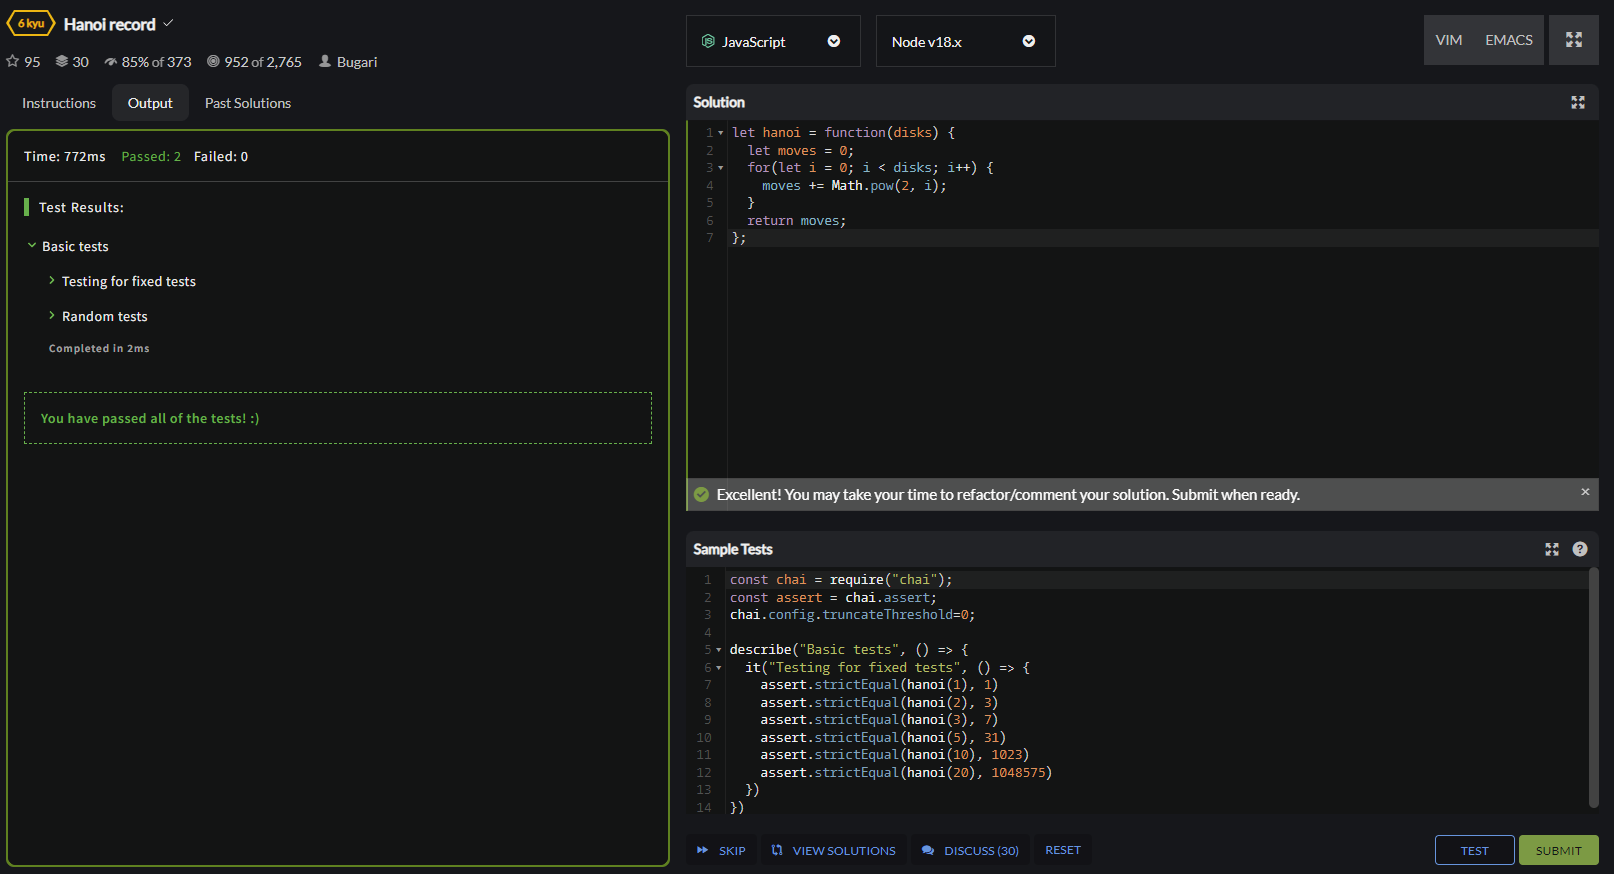 6 kyu Hanoi record
95 30 85% of 373 952 of 2,765 Bugari
Instructions Output Past Solutions
Time: 772ms Passed: 2 Failed: 0
Test Results:
Basic tests
Testing for fixed tests
Random tests
Completed in 2ms
You have passed all of the tests! :)
JavaScript Node v18.x VIM EMACS
Solution
1 let hanoi = function(disks) {
2   let moves = 0;
3   for(let i = 0; i < disks; i++) {
4     moves += Math.pow(2, i);
5   }
6   return moves;
7 };
Excellent! You may take your time to refactor/comment your solution. Submit when ready.
Sample Tests
1 const chai = require("chai");
2 const assert = chai.assert;
3 chai.config.truncateThreshold=0;
4
5 describe("Basic tests", () => {
6   it("Testing for fixed tests", () => {
7     assert.strictEqual(hanoi(1), 1)
8     assert.strictEqual(hanoi(2), 3)
9     assert.strictEqual(hanoi(3), 7)
10     assert.strictEqual(hanoi(5), 31)
11     assert.strictEqual(hanoi(10), 1023)
12     assert.strictEqual(hanoi(20), 1048575)
13   })
14 })
SKIP VIEW SOLUTIONS DISCUSS (30) RESET TEST SUBMIT